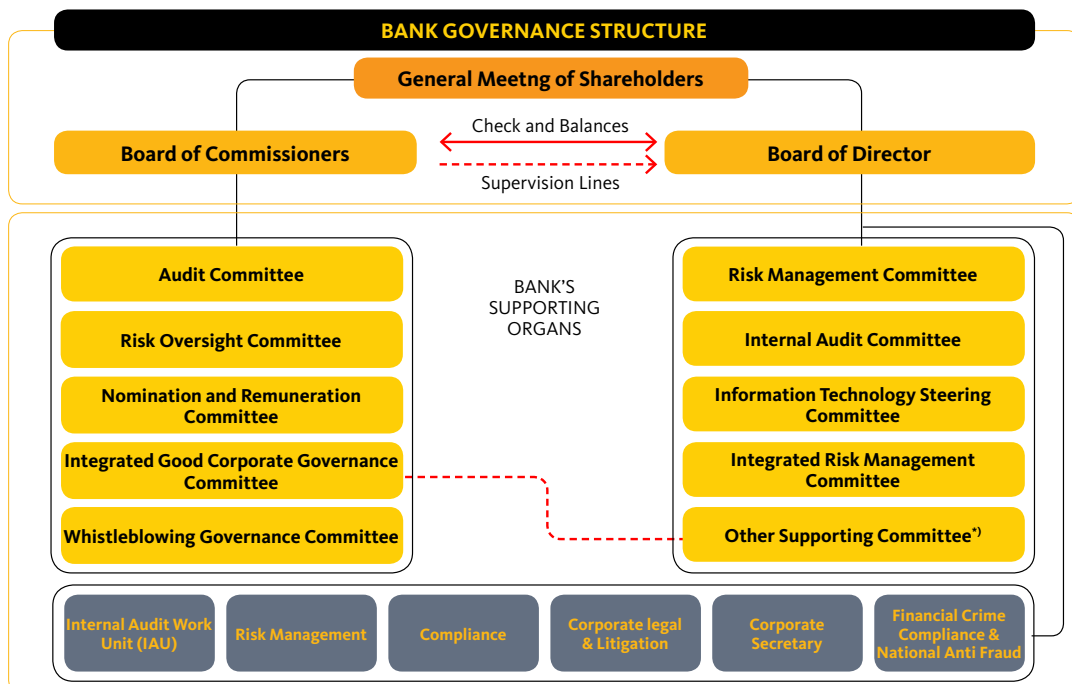 BANK GOVERNANCE STRUCTURE
General Meetng of Shareholders
Check and Balances
Board of Commissioners
Board of Director
Supervision Lines
Audit Committee
Risk Oversight Committee
Nomination and Remuneration
Committee
Integrated Good Corporate Governance
Committee
Whistleblowing Governance Committee
BANK'S
SUPPORTING
ORGANS
Risk Management Committee
Internal Audit Committee
Information Technology Steering
Committee
Integrated Risk Management
Committee
Other Supporting Committee*)
Internal Audit Work
Unit (IAU)
Risk Management
Compliance
Corporate legal
& Litigation
Corporate
Secretary
Financial Crime
Compliance &
National Anti Fraud